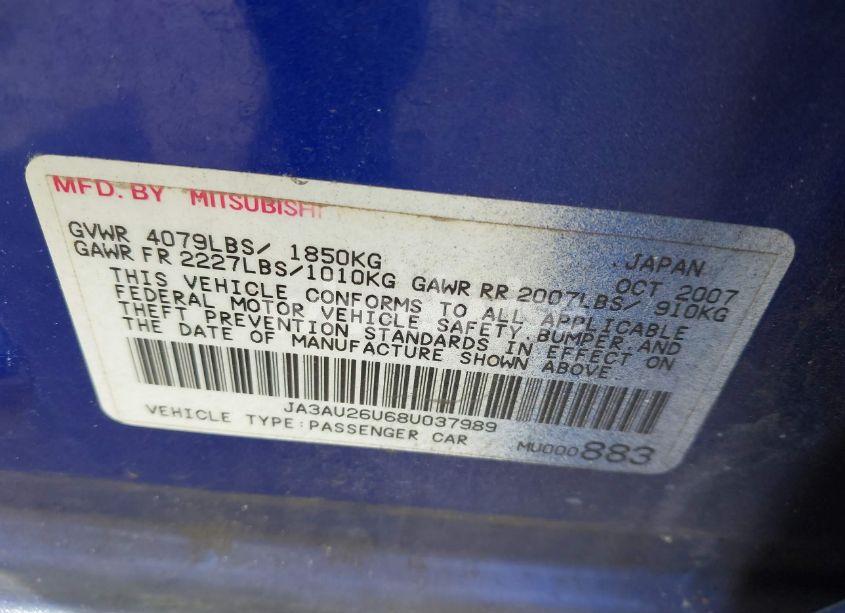 MFD. BY MITSUBISHI
. JAPAN
GVWR 4079LBS/ 1850KG OCT 2007
GAWR FR 2227LBS/1010KG GAWR RR 2007LBS/ 910KG
THIS VEHICLE CONFORMS TO ALL APPLICABLE
FEDERAL MOTOR VEHICLE SAFETY,BUMPER,AND
THEFT PREVENTION STANDARDS IN EFFECT ON
THE DATE OF MANUFACTURE SHOWN ABOVE.
JA3AU26U68U037989
VEHICLE TYPE:PASSENGER CAR MU000883